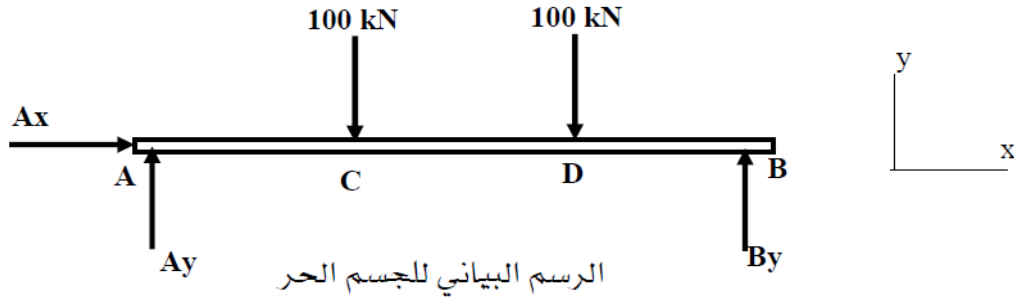 100 kN 100 kN
y
Ax
x
A C D B
Ay By
الرسم البياني للجسم الحر